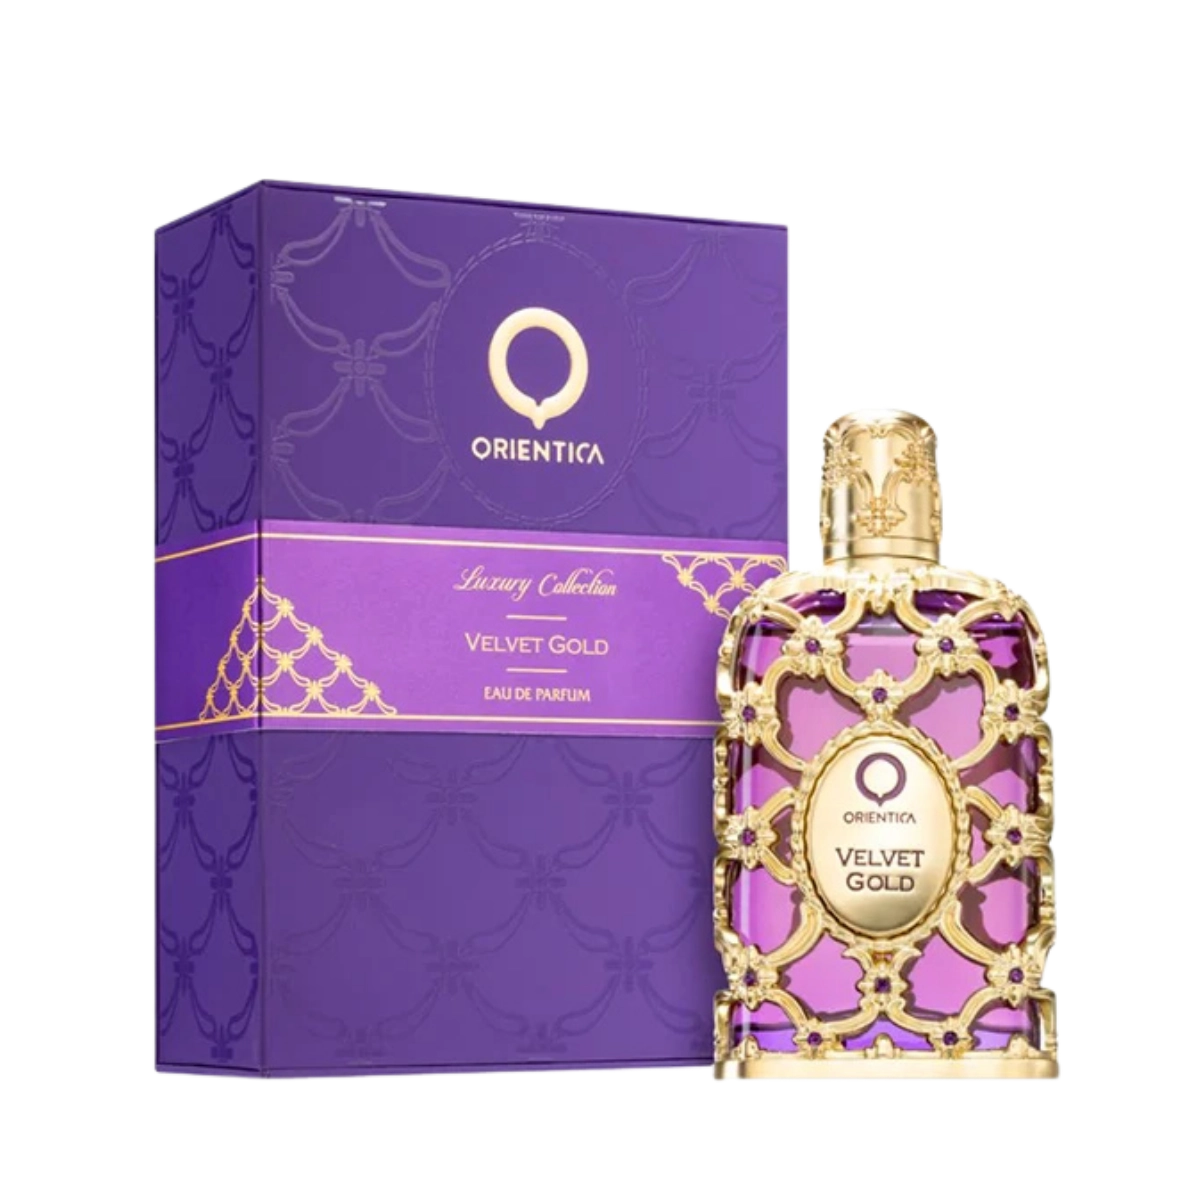 ORIENTICA
Luxury Collection
VELVET GOLD
EAU DE PARFUM
ORIENTICA
VELVET
GOLD